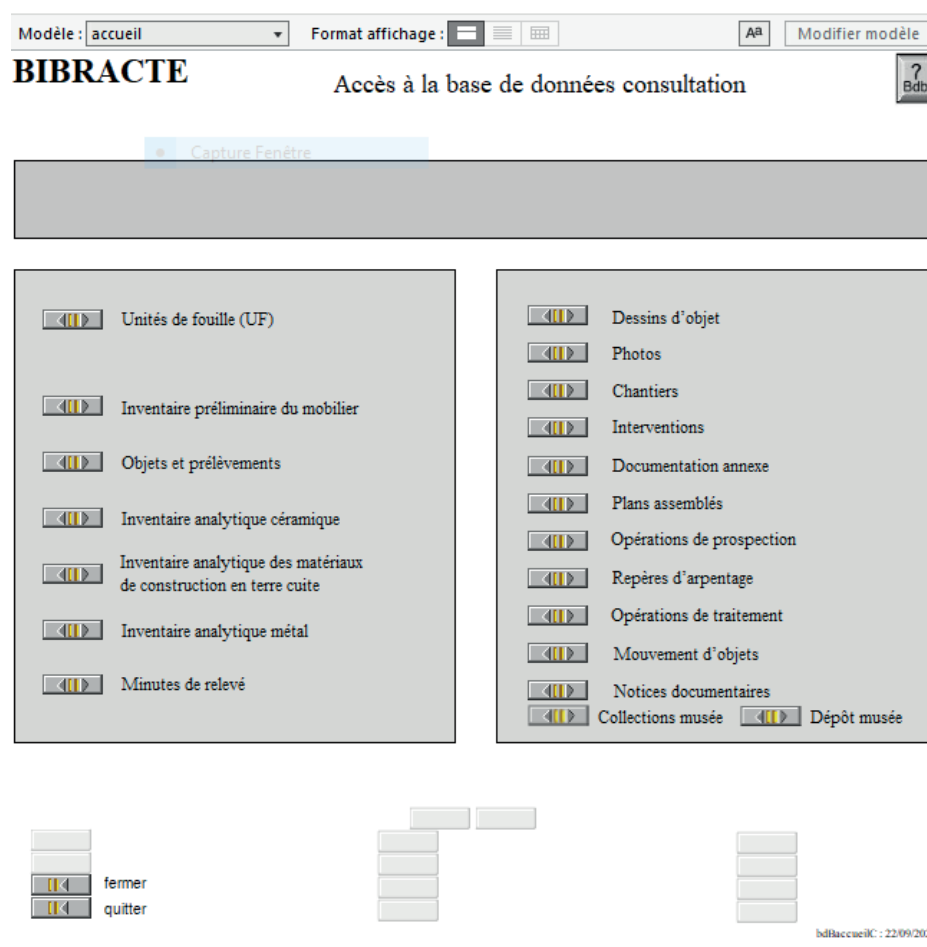 Modèle : accueil Format affichage : Aa Modifier modèle
BIBRACTE
Accès à la base de données consultation
?
Bdb
Capture Fenêtre
Unités de fouille (UF)
Inventaire préliminaire du mobilier
Objets et prélèvements
Inventaire analytique céramique
Inventaire analytique des matériaux
de construction en terre cuite
Inventaire analytique métal
Minutes de relevé
Dessins d’objet
Photos
Chantiers
Interventions
Documentation annexe
Plans assemblés
Opérations de prospection
Repères d’arpentage
Opérations de traitement
Mouvement d’objets
Notices documentaires
Collections musée Dépôt musée
fermer
quitter
bdBaccueilC : 22/09/202